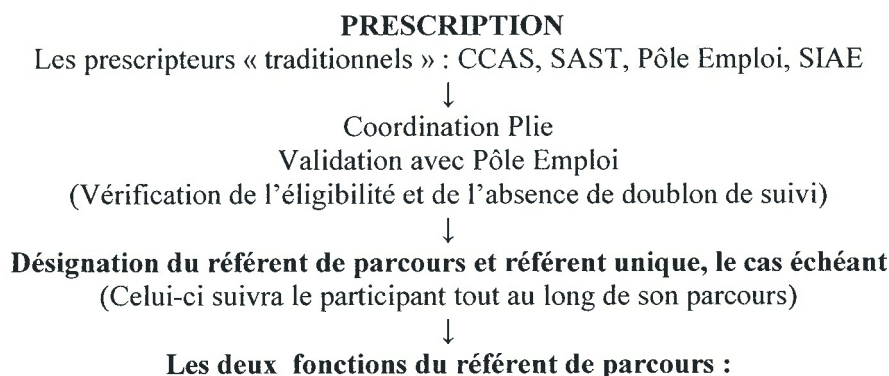 PRESCRIPTION
Les prescripteurs « traditionnels » : CCAS, SAST, Pôle Emploi, SIAE
↓
Coordination Plie
Validation avec Pôle Emploi
(Vérification de l'éligibilité et de l'absence de doublon de suivi)
↓
Désignation du référent de parcours et référent unique, le cas échéant
(Celui-ci suivra le participant tout au long de son parcours)
↓
Les deux fonctions du référent de parcours :